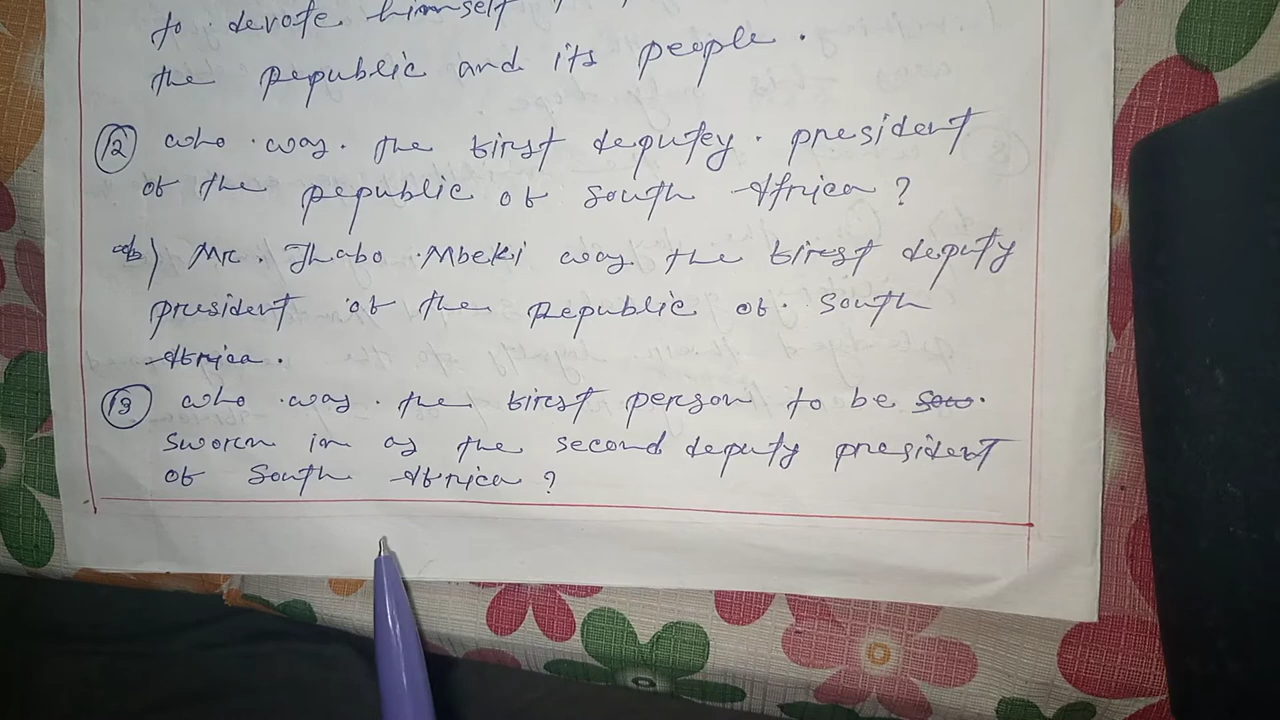 to devote himself
the Republic and its people.
(12) who was the first deputey president
of the Republic of South Africa?
ab) Mr. Thabo Mbeki was the first deputy
president of the Republic of South
Africa.
(13) who was the first person to be
sworn in as the second deputy president
of South Africa?